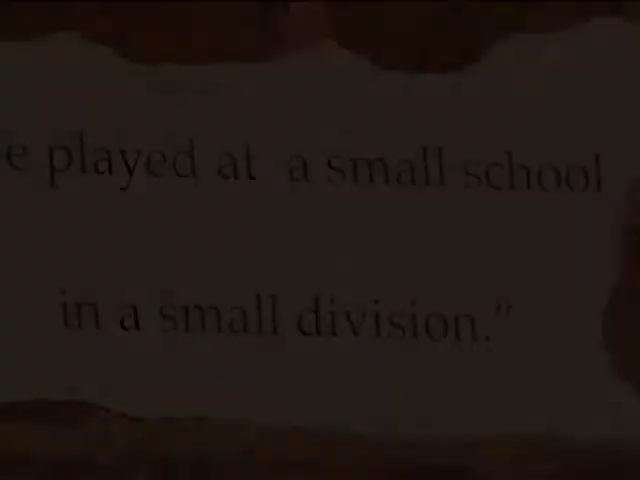 e played at a small school
in a small division.”